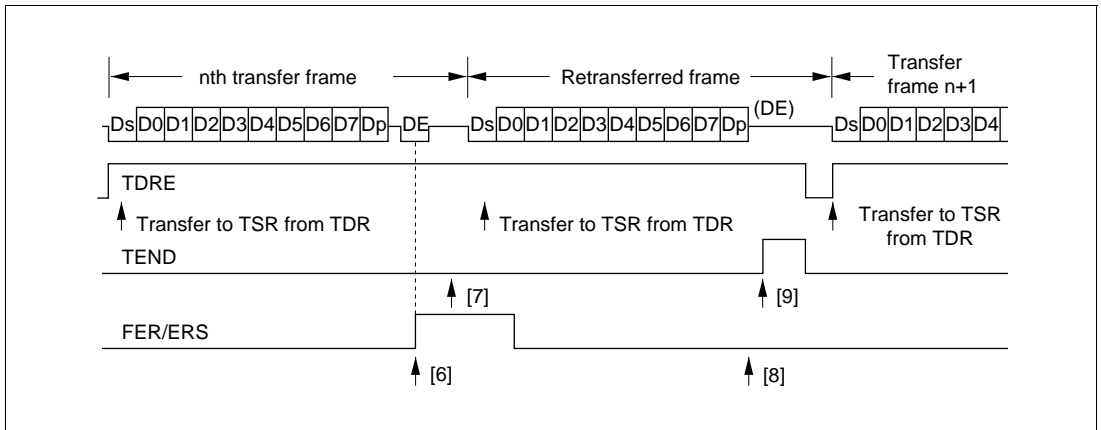 nth transfer frame
Retransferred frame
Transfer
frame n+1
Ds D0 D1 D2 D3 D4 D5 D6 D7 Dp DE Ds D0 D1 D2 D3 D4 D5 D6 D7 Dp (DE) Ds D0 D1 D2 D3 D4
TDRE
Transfer to TSR from TDR
Transfer to TSR from TDR
Transfer to TSR
from TDR
TEND
[7]
[9]
FER/ERS
[6]
[8]